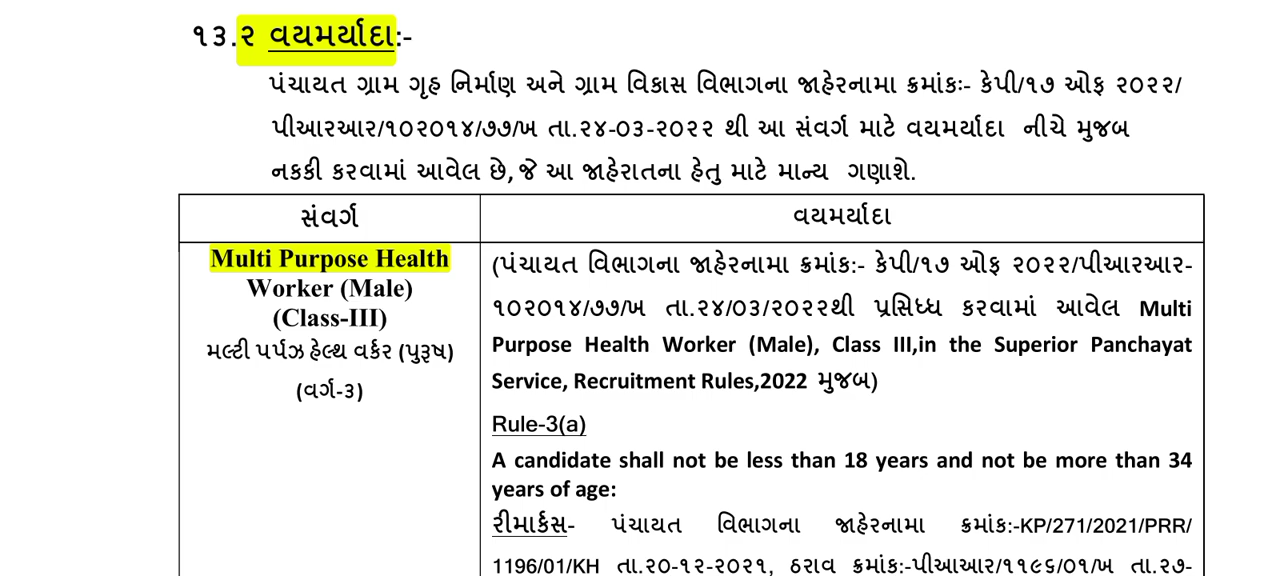 ૧૩.૨ વયમર્યાદા:-
પંચાયત ગ્રામ ગૃહ નિર્માણ અને ગ્રામ વિકાસ વિભાગના જાહેરનામા ક્રમાંકઃ- કેપી/૧૭ ઓફ ૨૦૨૨/
પીઆરઆર/૧૦૨૦૧૪/૭૭/ખ તા.૨૪-૦૩-૨૦૨૨ થી આ સંવર્ગ માટે વયમર્યાદા નીચે મુજબ
નકકી કરવામાં આવેલ છે, જે આ જાહેરાતના હેતુ માટે માન્ય ગણાશે.
સંવર્ગ
વયમર્યાદા
Multi Purpose Health
Worker (Male)
(Class-III)
મલ્ટી પર્પઝ હેલ્થ વર્કર (પુરૂષ)
(વર્ગ-૩)
(પંચાયત વિભાગના જાહેરનામા ક્રમાંક:- કેપી/૧૭ ઓફ ૨૦૨૨/પીઆરઆર-
૧૦૨૦૧૪/૭૭/ખ તા.૨૪/૦૩/૨૦૨૨થી પ્રસિધ્ધ કરવામાં આવેલ Multi
Purpose Health Worker (Male), Class III,in the Superior Panchayat
Service, Recruitment Rules,2022 મુજબ)
Rule-3(a)
A candidate shall not be less than 18 years and not be more than 34
years of age:
રીમાર્કસ- પંચાયત વિભાગના જાહેરનામા ક્રમાંક:-KP/271/2021/PRR/
1196/01/KH તા.૨૦-૧૨-૨૦૨૧, ઠરાવ ક્રમાંક:-પીઆરઆર/૧૧૯૬/૦૧/ખ તા.૨૭-